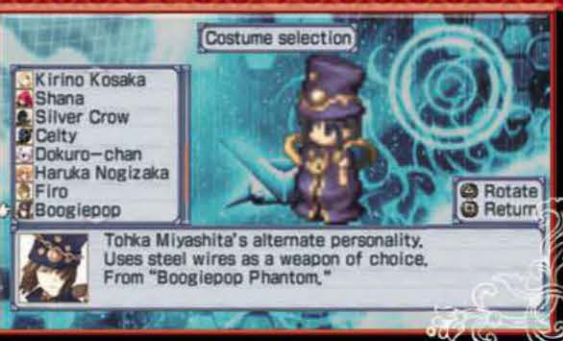 Costume selection
Kirino Kosaka
Shana
Silver Crow
Celty
Dokuro-chan
Haruka Nogizaka
Firo
Boogiepop
Rotate
Return
Tohka Miyashita's alternate personality.
Uses steel wires as a weapon of choice.
From "Boogiepop Phantom."